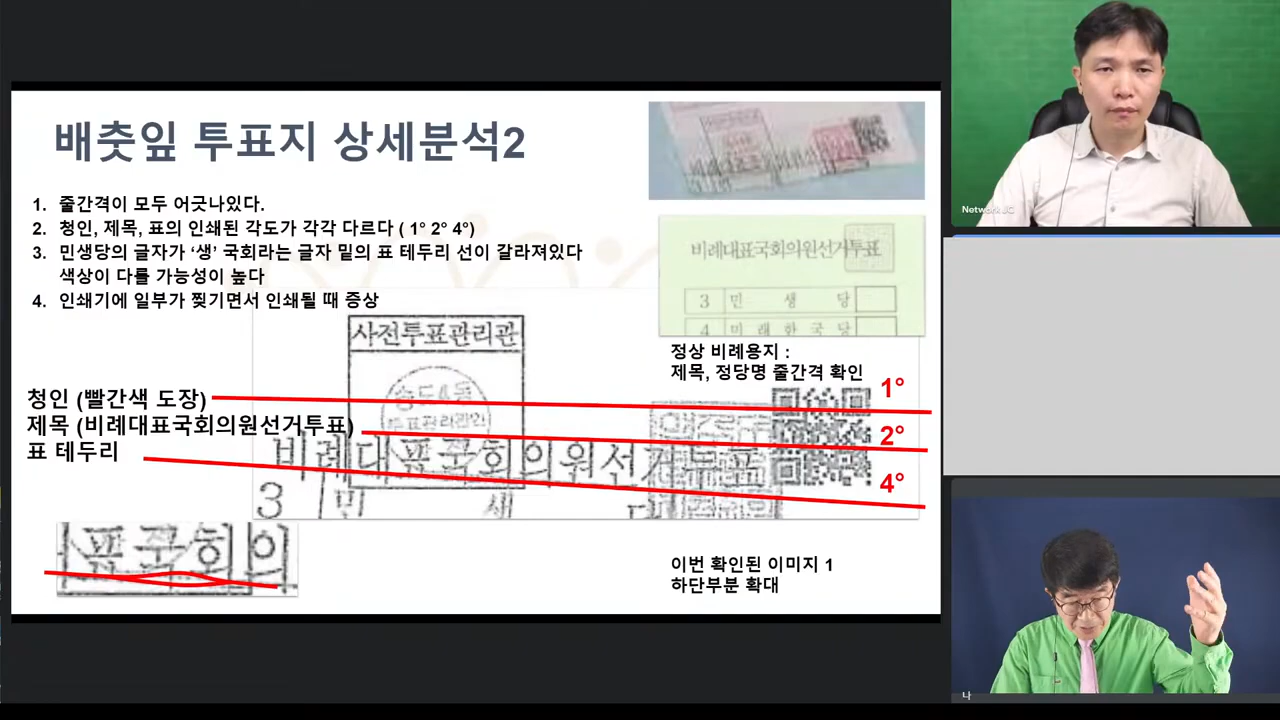 배춧잎 투표지 상세분석2
1. 줄간격이 모두 어긋나있다.
2. 청인, 제목, 표의 인쇄된 각도가 각각 다르다 ( 1° 2° 4°)
3. 민생당의 글자가 ‘생’ 국회라는 글자 밑의 표 테두리 선이 갈라져있다
색상이 다를 가능성이 높다
4. 인쇄기에 일부가 찢기면서 인쇄될 때 증상
비례대표국회의원선거투표
3 민 생 당
4 미 래 한 국 당
정상 비례용지 :
제목, 정당명 줄간격 확인
사전투표관리관
투표관리관인
청인 (빨간색 도장)
1°
제목 (비례대표국회의원선거투표)
2°
표 테두리
4°
비례대표국회의원선거투표
3 민 생
표국회의
이번 확인된 이미지 1
하단부분 확대
Network JC
나